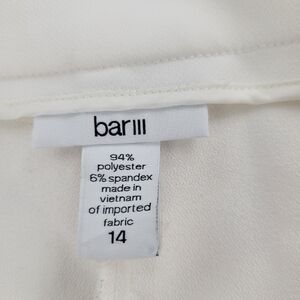 bar III
94%
polyester
6% spandex
made in
vietnam
of imported
fabric
14